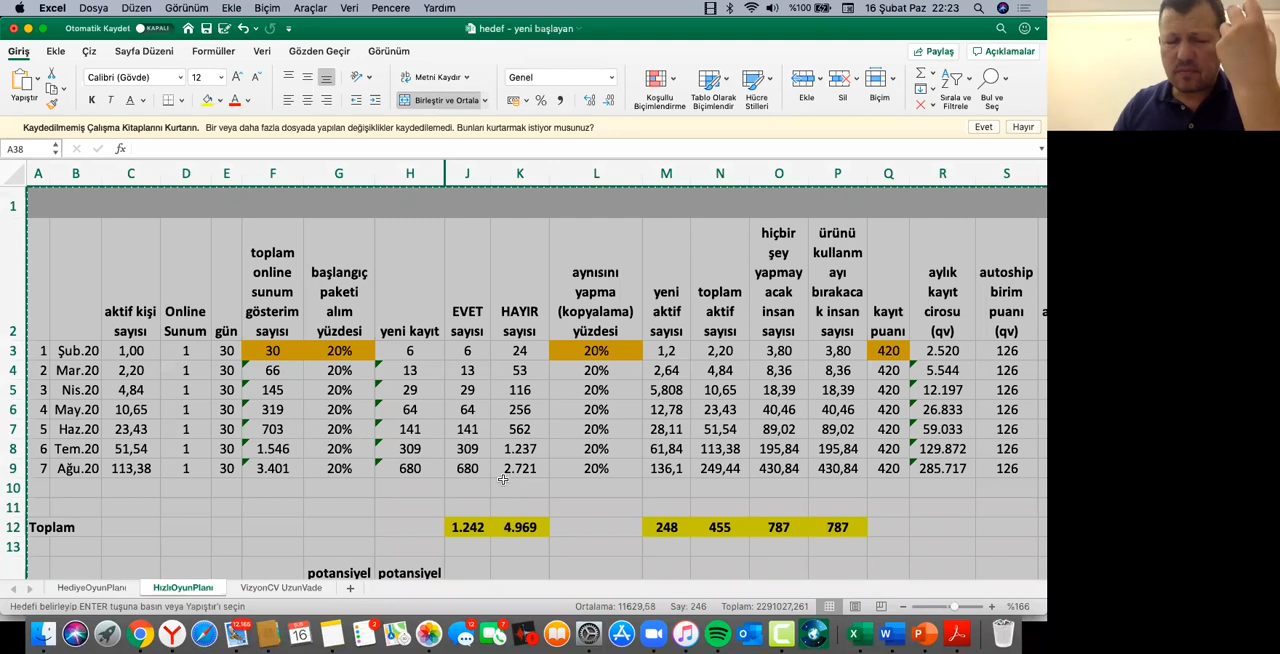 Excel Dosya Düzen Görünüm Ekle Biçim Araçlar Veri Pencere Yardım %100 16 Şubat Paz 22:23
Otomatik Kaydet KAPALI hedef - yeni başlayan
Giriş Ekle Çiz Sayfa Düzeni Formüller Veri Gözden Geçir Görünüm Paylaş Açıklamalar
Calibri (Gövde) 12 Metni Kaydır Genel
Yapıştır K T A Birleştir ve Ortala Koşullu Biçimlendirme Tablo Olarak Biçimlendir Hücre Stilleri Ekle Sil Biçim Sırala ve Filtrele Bul ve Seç
Kaydedilmemiş Çalışma Kitaplarını Kurtarın. Bir veya daha fazla dosyada yapılan değişiklikler kaydedilemedi. Bunları kurtarmak istiyor musunuz? Evet Hayır
A38 fx
A B C D E F G H J K L M N O P Q R S
1
2 aktif kişi sayısı Online Sunum gün toplam online sunum gösterim sayısı başlangıç paketi alım yüzdesi yeni kayıt EVET sayısı HAYIR sayısı aynısını yapma (kopyalama) yüzdesi yeni aktif sayısı toplam aktif sayısı hiçbir şey yapmay acak insan sayısı ürünü kullanm ayı bırakaca k insan sayısı kayıt puanı aylık kayıt cirosu (qv) autoship birim puanı (qv)
3 1 Şub.20 1,00 1 30 30 20% 6 6 24 20% 1,2 2,20 3,80 3,80 420 2.520 126
4 2 Mar.20 2,20 1 30 66 20% 13 13 53 20% 2,64 4,84 8,36 8,36 420 5.544 126
5 3 Nis.20 4,84 1 30 145 20% 29 29 116 20% 5,808 10,65 18,39 18,39 420 12.197 126
6 4 May.20 10,65 1 30 319 20% 64 64 256 20% 12,78 23,43 40,46 40,46 420 26.833 126
7 5 Haz.20 23,43 1 30 703 20% 141 141 562 20% 28,11 51,54 89,02 89,02 420 59.033 126
8 6 Tem.20 51,54 1 30 1.546 20% 309 309 1.237 20% 61,84 113,38 195,84 195,84 420 129.872 126
9 7 Ağu.20 113,38 1 30 3.401 20% 680 680 2.721 20% 136,1 249,44 430,84 430,84 420 285.717 126
10
11
12 Toplam 1.242 4.969 248 455 787 787
13
potansiyel potansiyel
HediyeOyunPlanı HızlıOyunPlanı VizyonCV UzunVade
Hedefi belirleyip ENTER tuşuna basın veya Yapıştır'ı seçin Ortalama: 11629,58 Say: 246 Toplam: 2291027,261 %166